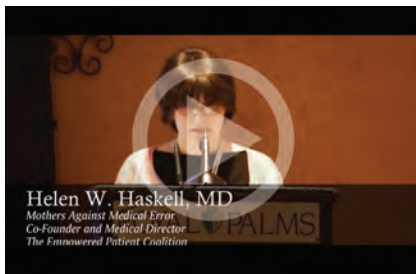 Helen W. Haskell, MD
Mothers Against Medical Error
Co-Founder and Medical Director
The Empowered Patient Coalition
PALMS